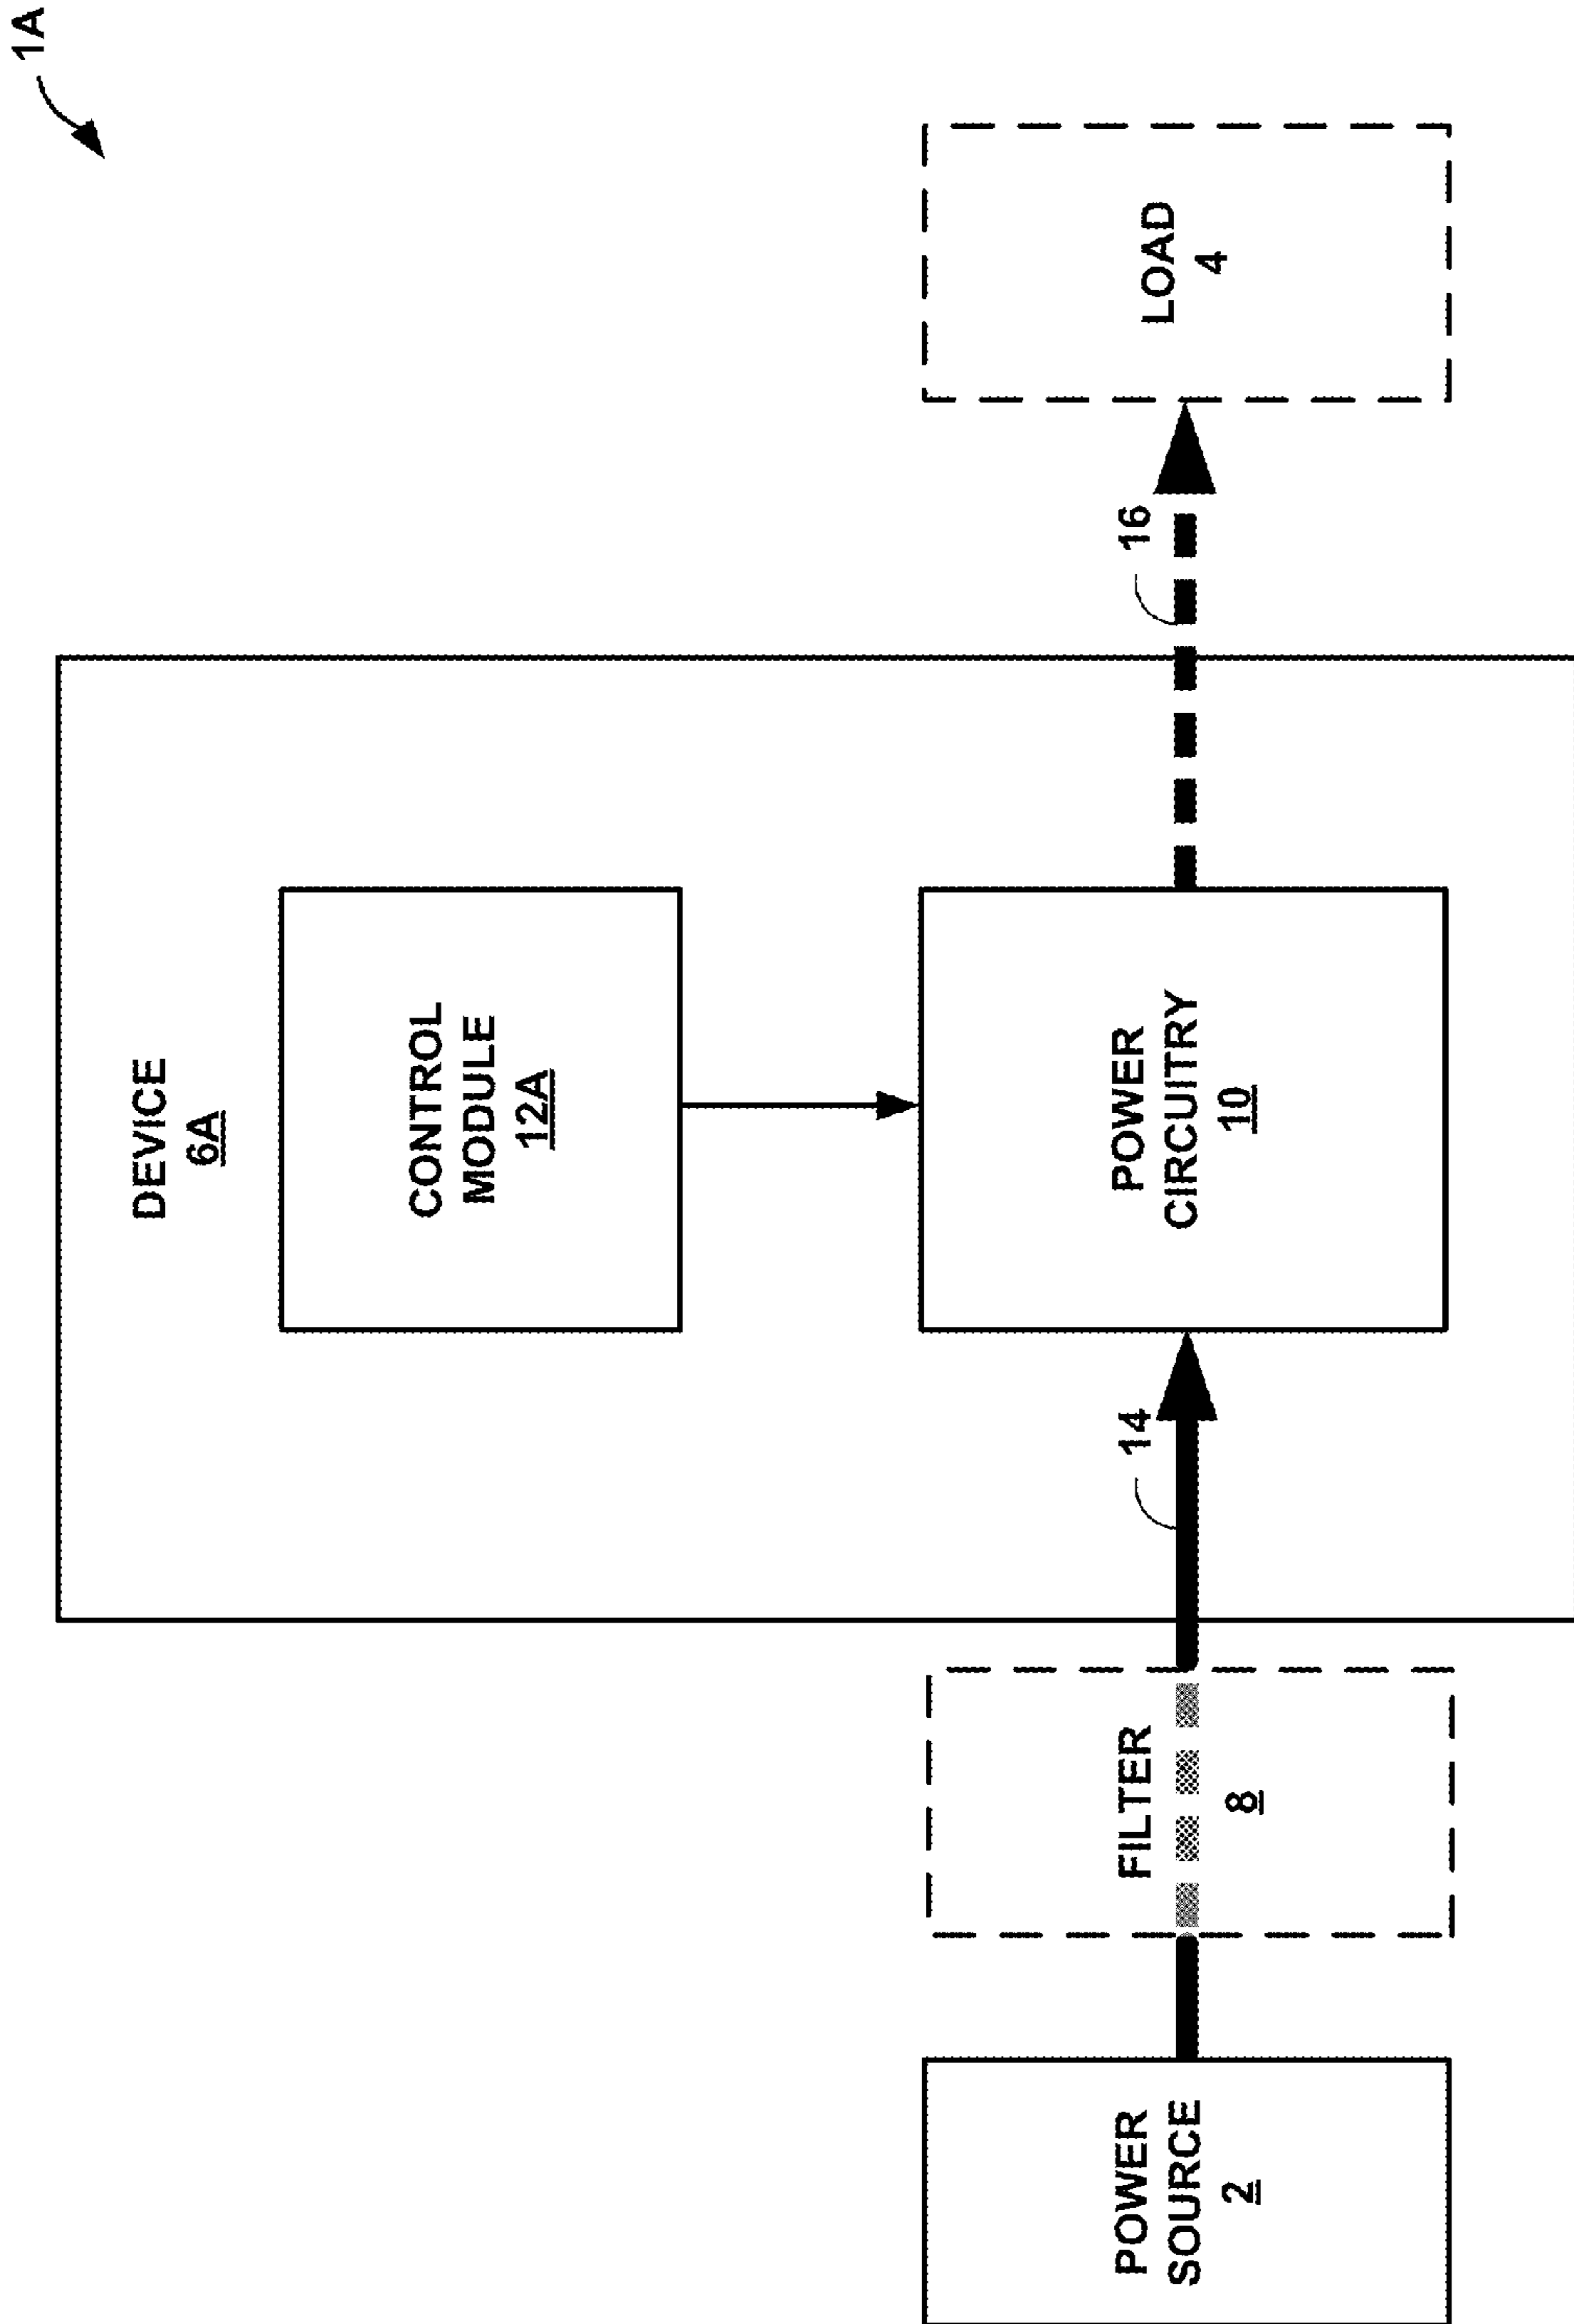 1A
DEVICE
6A
CONTROL
MODULE
12A
POWER
SOURCE
2
FILTER
8
14
POWER
CIRCUITRY
10
16
LOAD
4